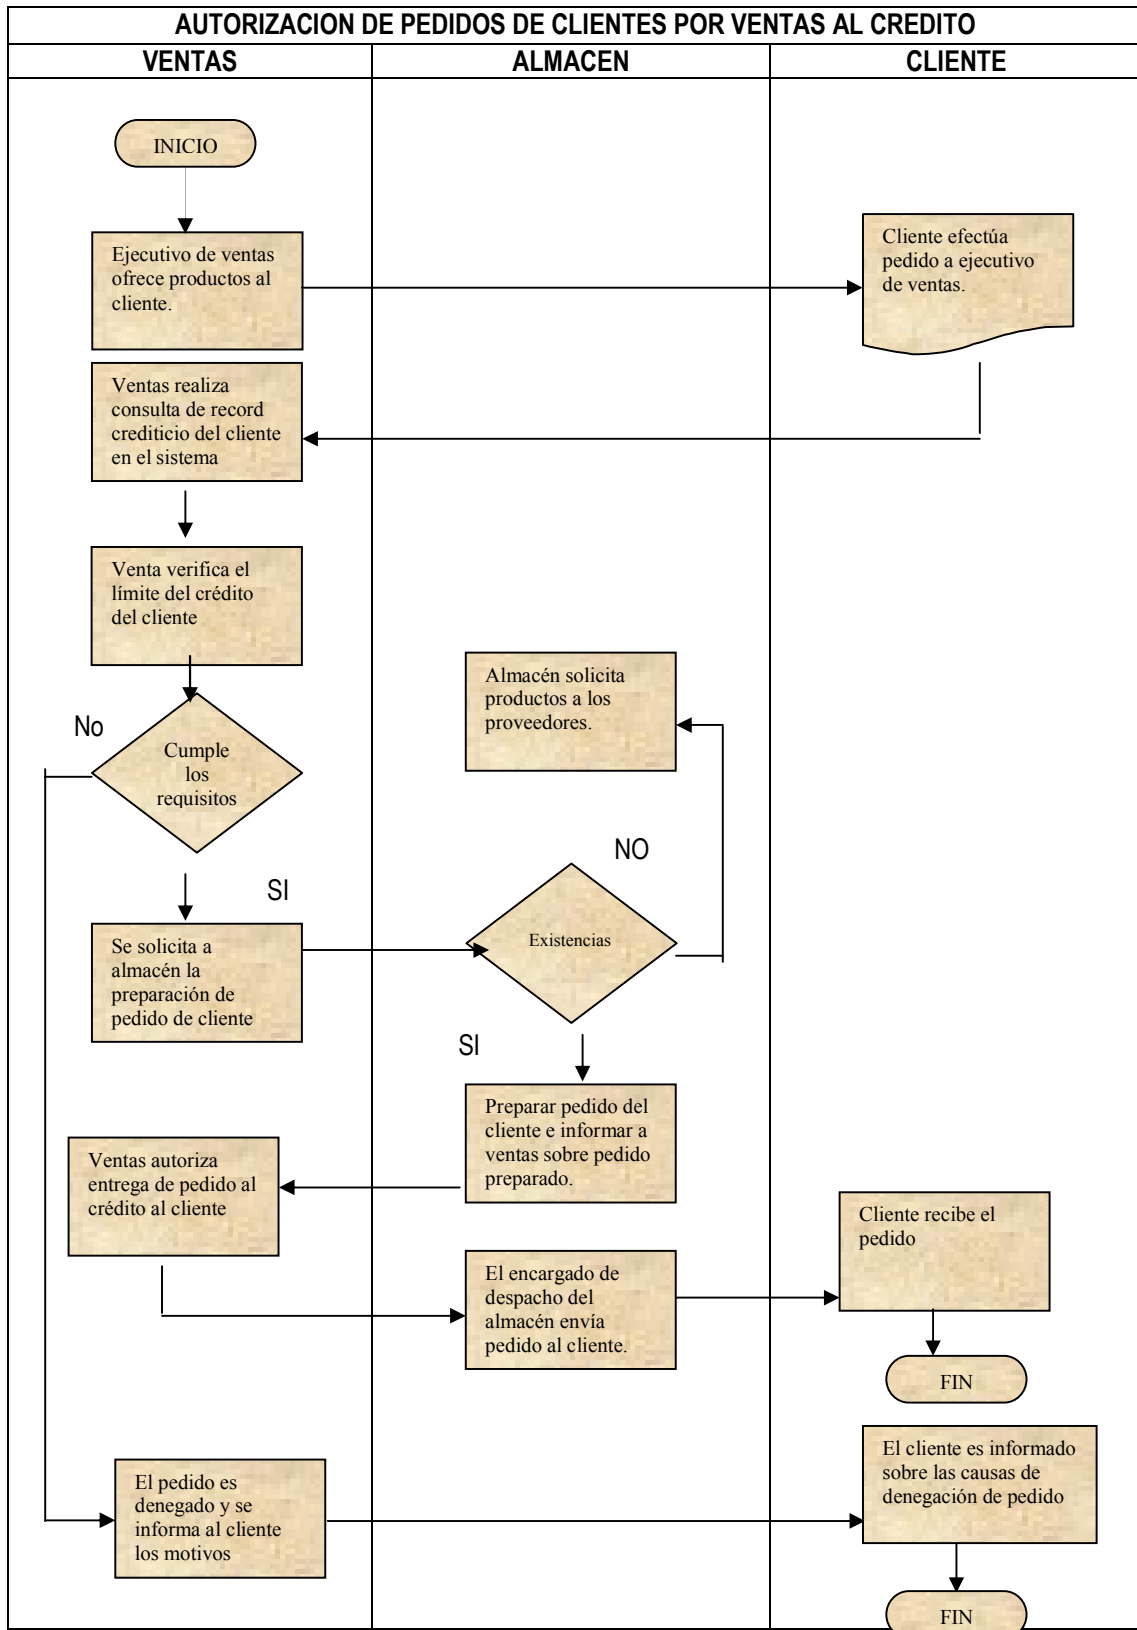 AUTORIZACION DE PEDIDOS DE CLIENTES POR VENTAS AL CREDITO
VENTAS
ALMACEN
CLIENTE
INICIO
Ejecutivo de ventas
ofrece productos al
cliente.
Cliente efectúa
pedido a ejecutivo
de ventas.
Ventas realiza
consulta de record
crediticio del cliente
en el sistema
Venta verifica el
límite del crédito
del cliente
No
Cumple
los
requisitos
SI
Se solicita a
almacén la
preparación de
pedido de cliente
Almacén solicita
productos a los
proveedores.
NO
Existencias
SI
Preparar pedido del
cliente e informar a
ventas sobre pedido
preparado.
Ventas autoriza
entrega de pedido al
crédito al cliente
El encargado de
despacho del
almacén envía
pedido al cliente.
Cliente recibe el
pedido
FIN
El pedido es
denegado y se
informa al cliente
los motivos
El cliente es informado
sobre las causas de
denegación de pedido
FIN